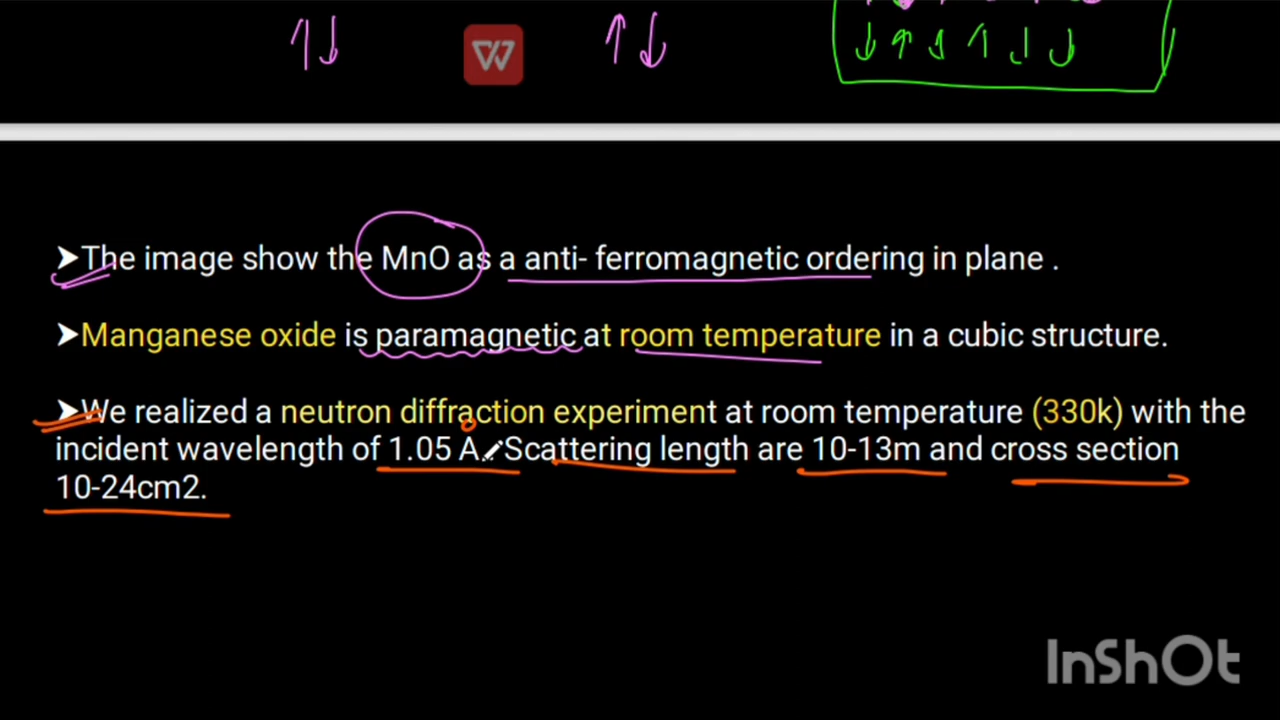 ➤The image show the MnO as a anti- ferromagnetic ordering in plane .
➤Manganese oxide is paramagnetic at room temperature in a cubic structure.
➤We realized a neutron diffraction experiment at room temperature (330k) with the
incident wavelength of 1.05 A. Scattering length are 10-13m and cross section
10-24cm2.
InShOt